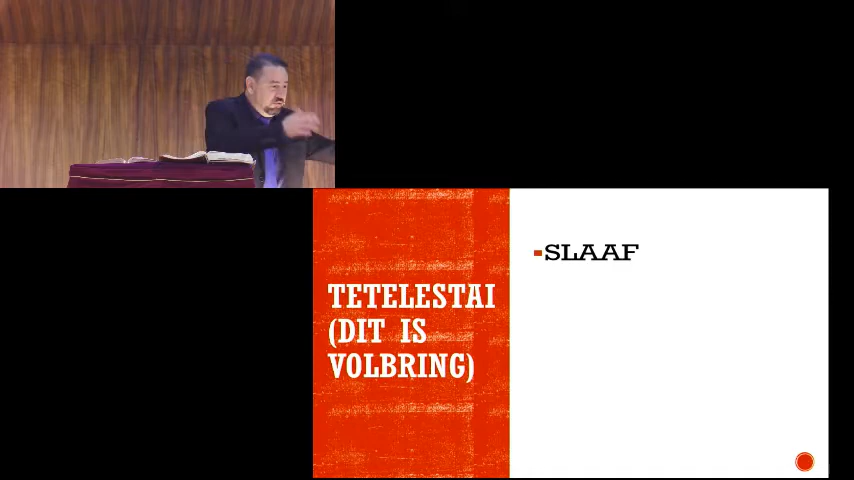 TETELESTAI
(DIT IS
VOLBRING)
SLAAF